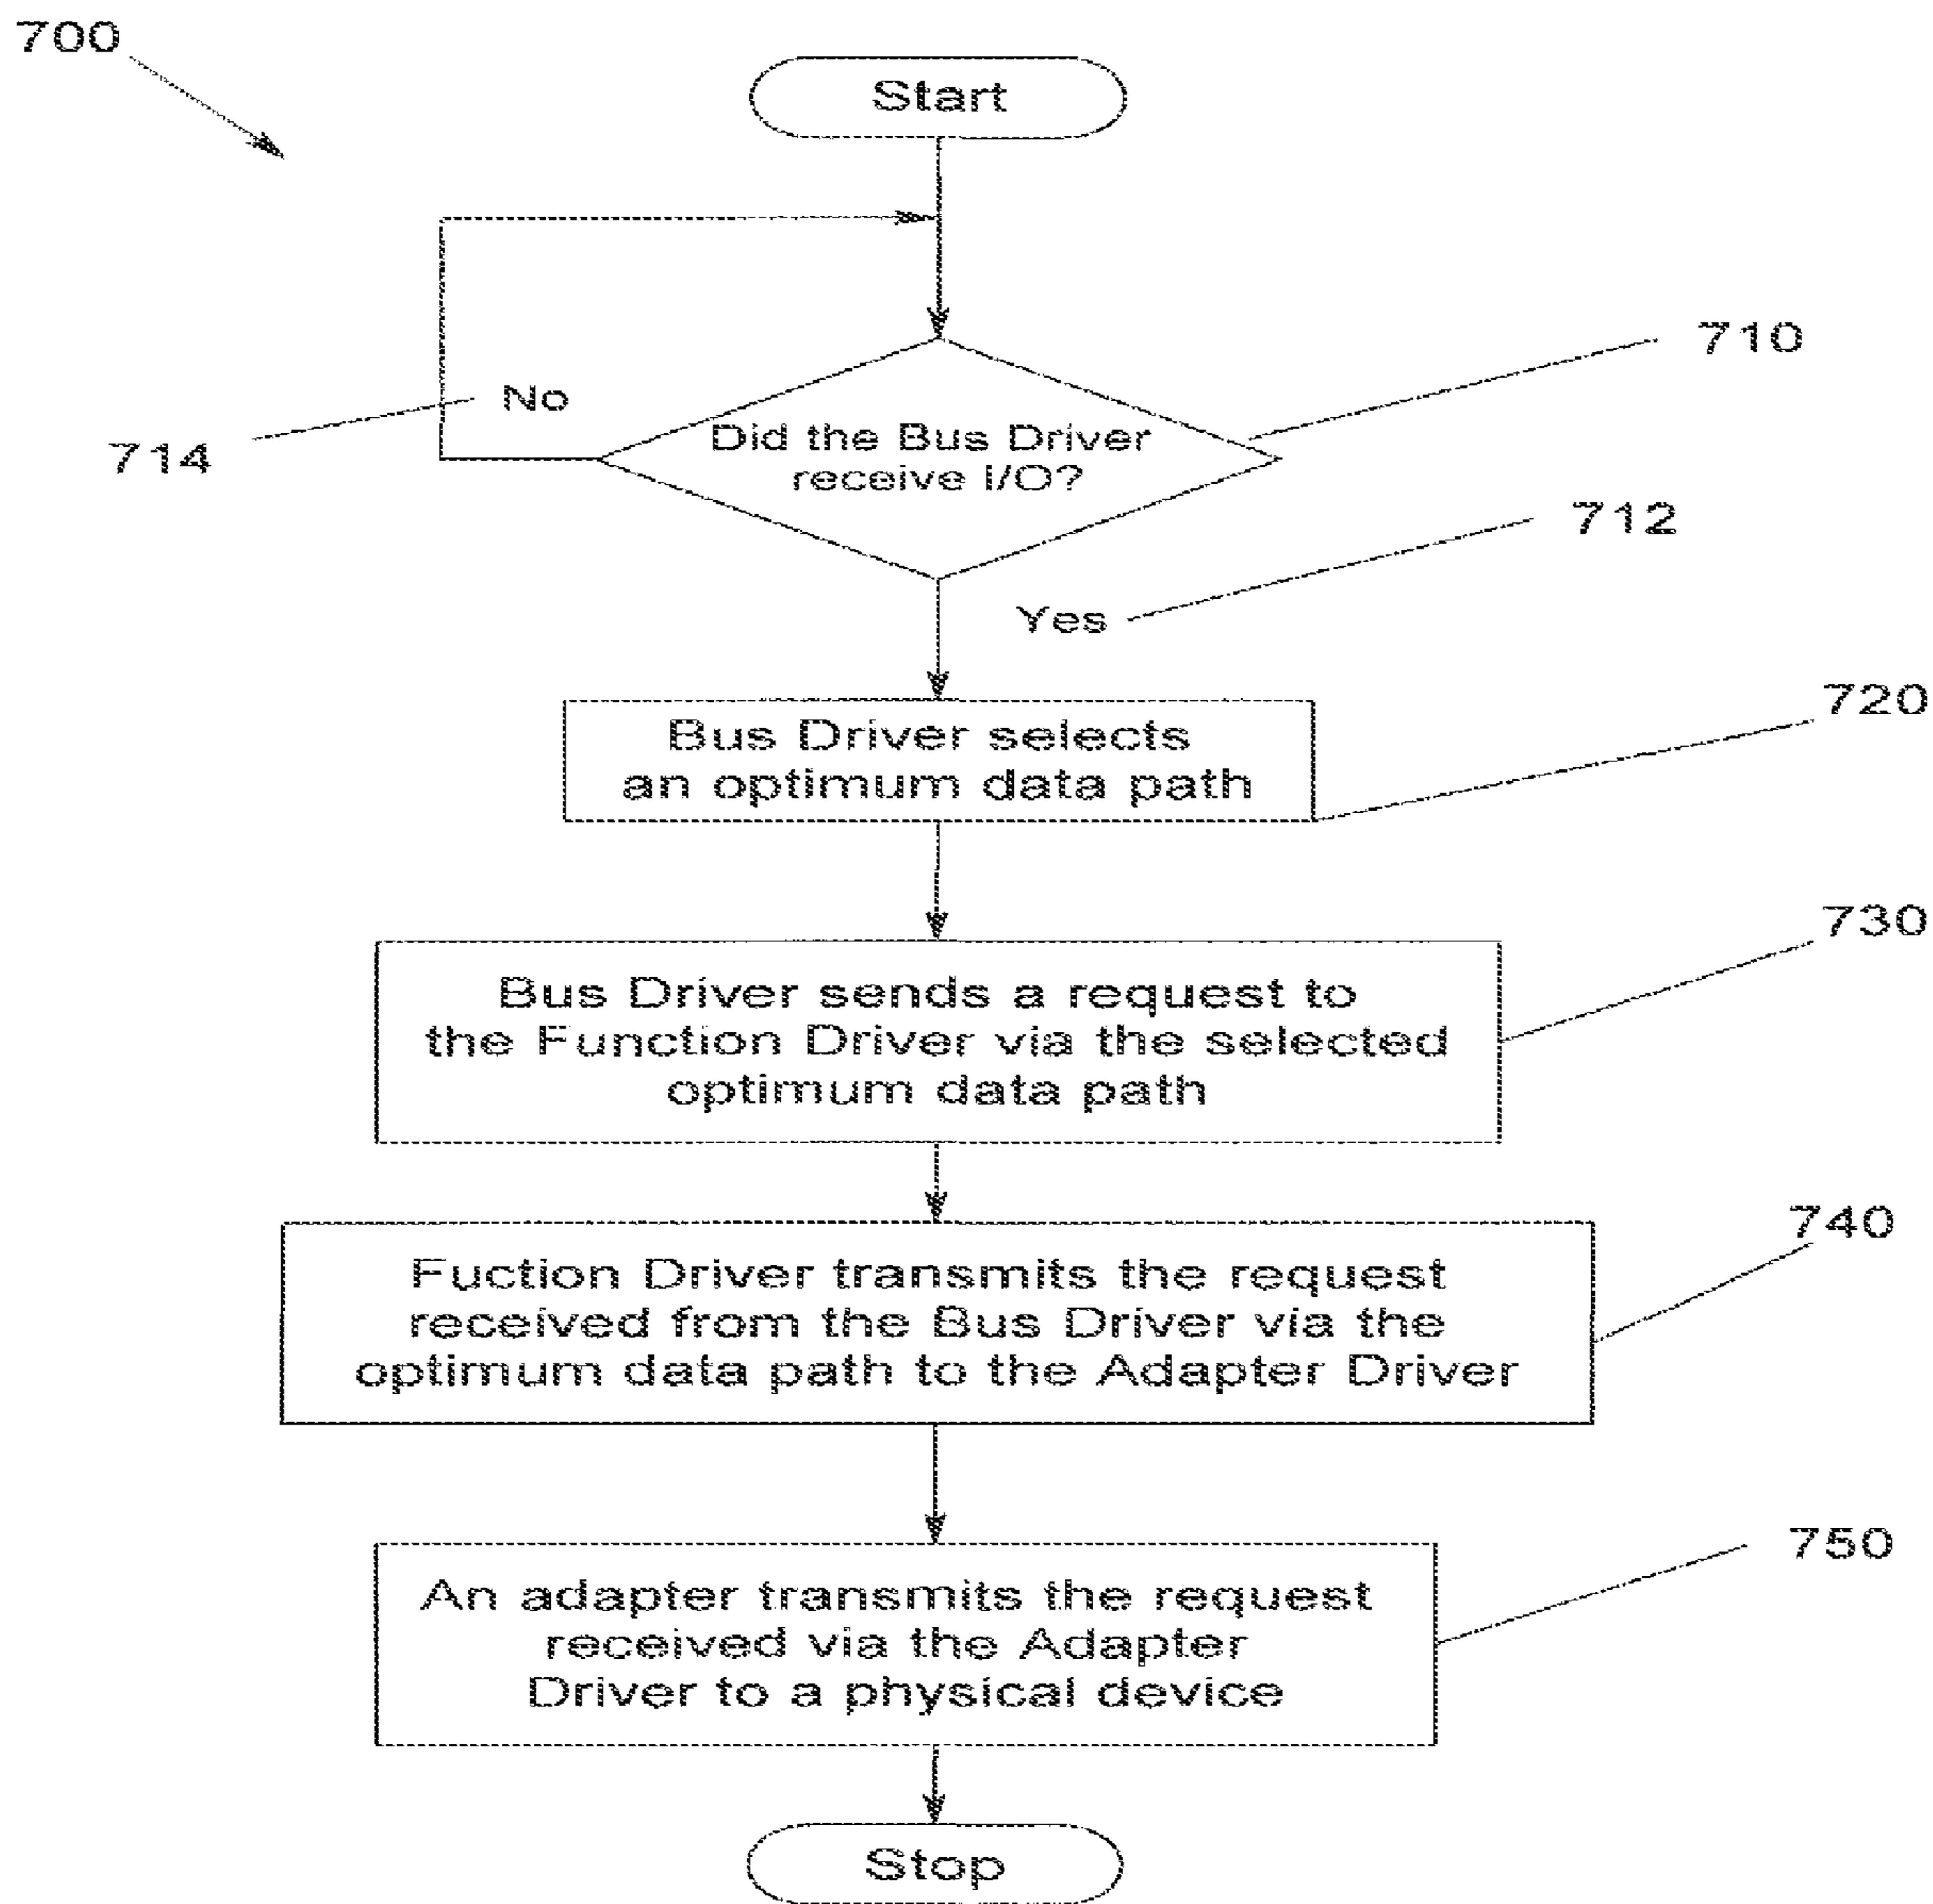 700
Start
710
No
Did the Bus Driver
receive I/O?
714
712
Yes
720
Bus Driver selects
an optimum data path
730
Bus Driver sends a request to
the Function Driver via the selected
optimum data path
740
Fuction Driver transmits the request
received from the Bus Driver via the
optimum data path to the Adapter Driver
750
An adapter transmits the request
received via the Adapter
Driver to a physical device
Stop